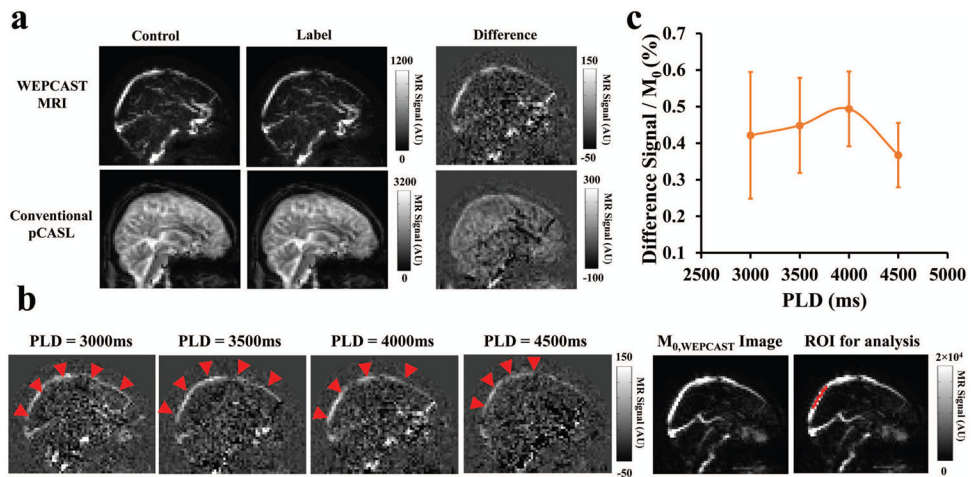 a
Control
Label
Difference
WEPCAST
MRI
1200
MR Signal (AU)
0
150
MR Signal (AU)
-50
Conventional
pCASL
3200
MR Signal (AU)
0
300
MR Signal (AU)
-100
c
Difference Signal / M0 (%)
0.7
0.6
0.5
0.4
0.3
0.2
0.1
2500 3000 3500 4000 4500 5000
PLD (ms)
b
PLD = 3000ms
PLD = 3500ms
PLD = 4000ms
PLD = 4500ms
150
MR Signal (AU)
-50
M0,WEPCAST Image
ROI for analysis
2×10⁴
MR Signal (AU)
0